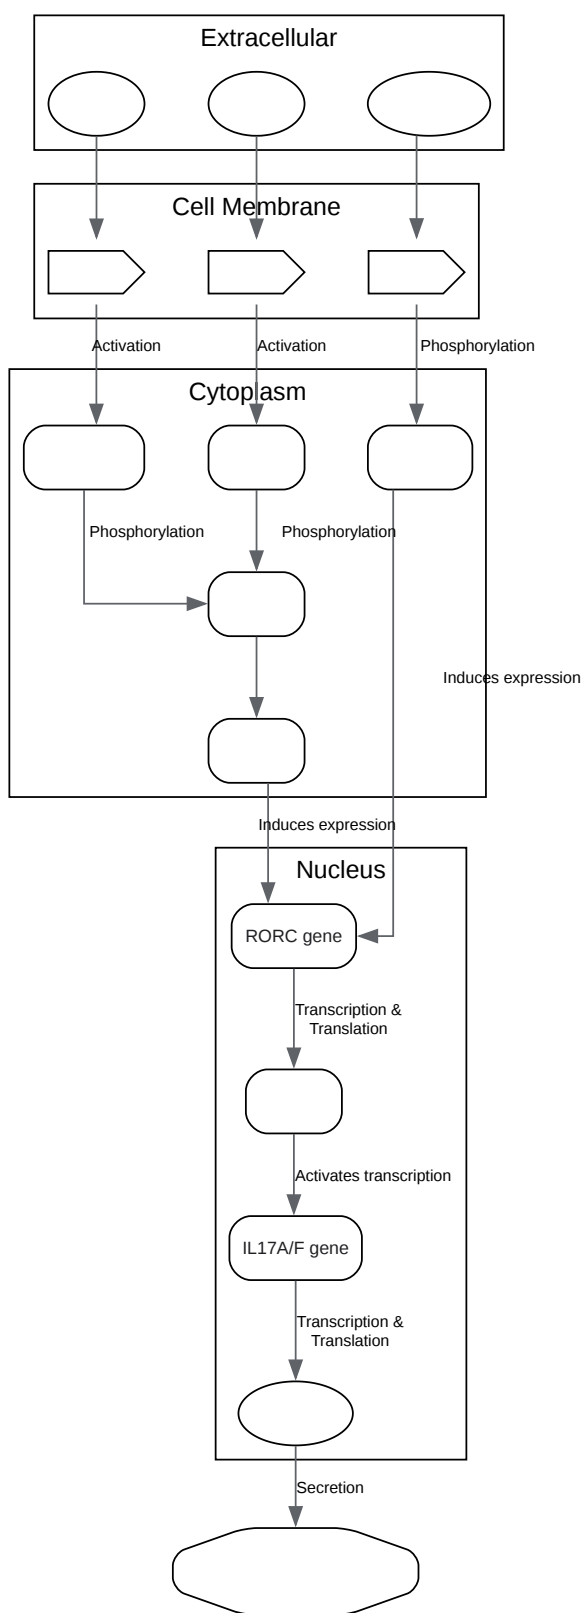 Extracellular
Cell Membrane
Activation
Activation
Phosphorylation
Cytoplasm
Phosphorylation
Phosphorylation
Induces expression
Induces expression
Nucleus
RORC gene
Transcription &
Translation
Activates transcription
IL17A/F gene
Transcription &
Translation
Secretion